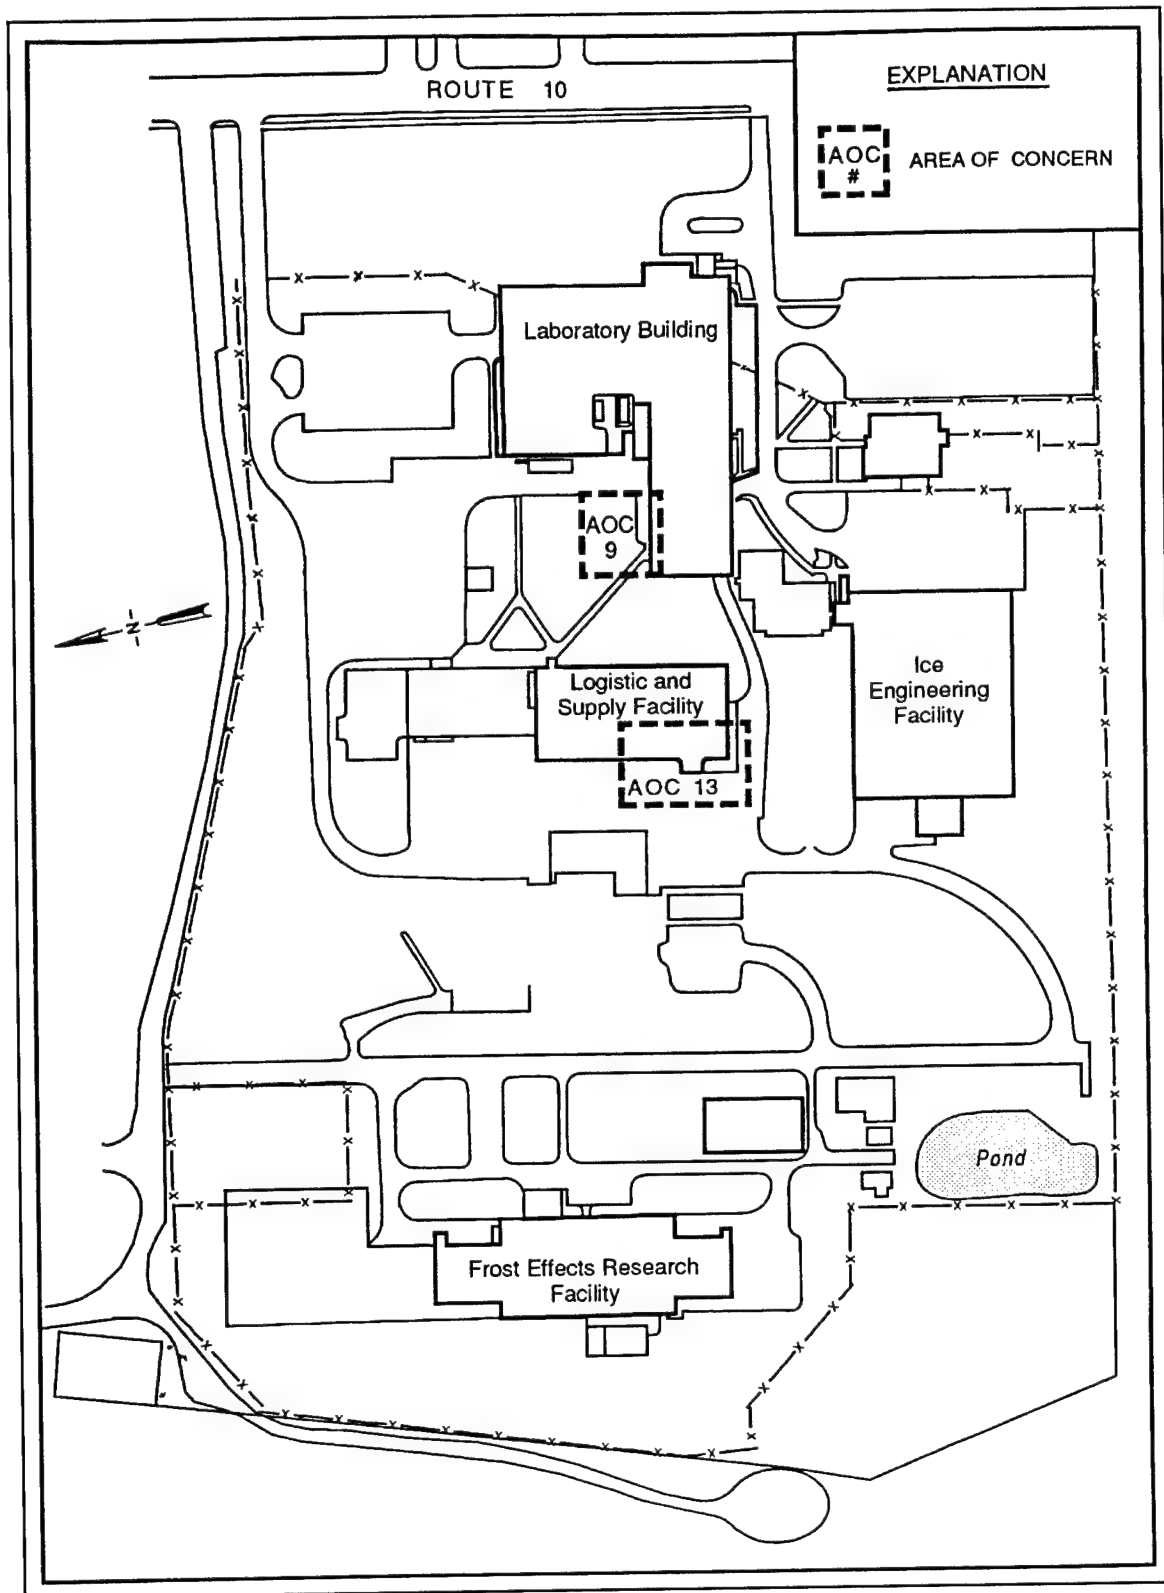 ROUTE 10
EXPLANATION
AOC
#
AREA OF CONCERN
Laboratory Building
AOC
9
-N-
Logistic and
Supply Facility
Ice
Engineering
Facility
AOC 13
Pond
Frost Effects Research
Facility